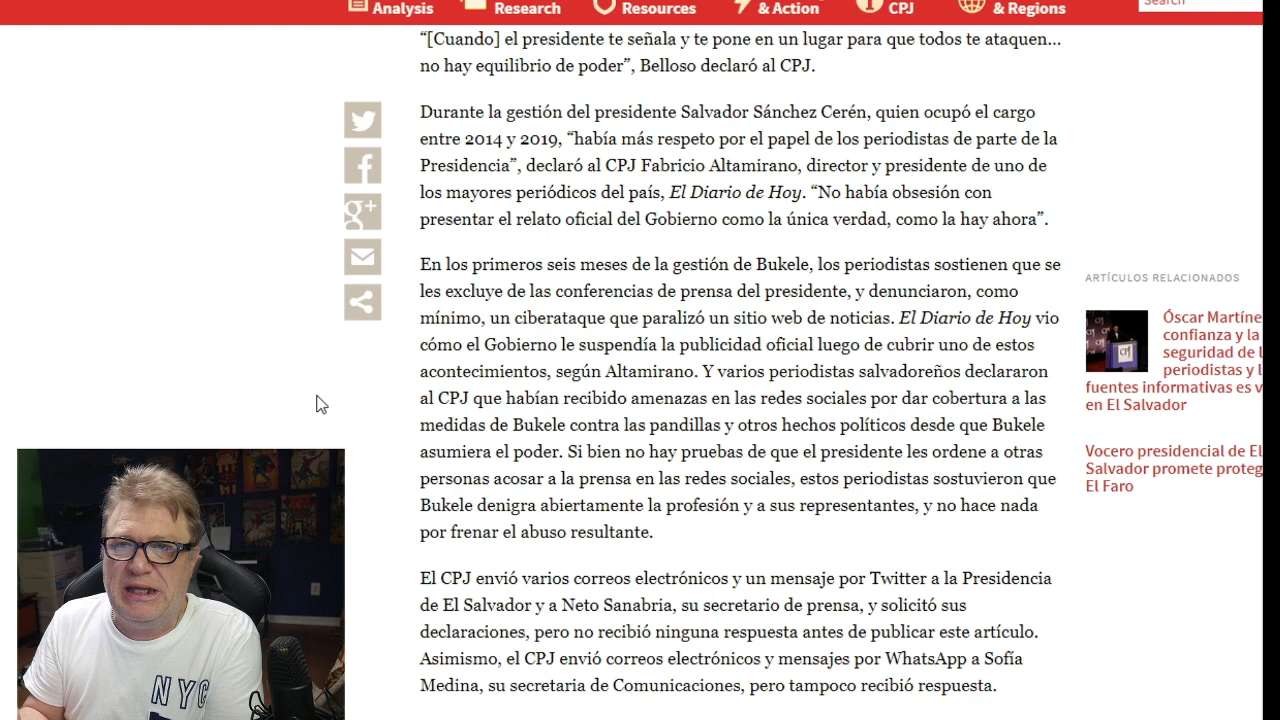 Analysis
Research
Resources
& Action
CPJ
& Regions
Search
“[Cuando] el presidente te señala y te pone en un lugar para que todos te ataquen…
no hay equilibrio de poder”, Belloso declaró al CPJ.
Durante la gestión del presidente Salvador Sánchez Cerén, quien ocupó el cargo
entre 2014 y 2019, “había más respeto por el papel de los periodistas de parte de la
Presidencia”, declaró al CPJ Fabricio Altamirano, director y presidente de uno de
los mayores periódicos del país, El Diario de Hoy. “No había obsesión con
presentar el relato oficial del Gobierno como la única verdad, como la hay ahora”.
En los primeros seis meses de la gestión de Bukele, los periodistas sostienen que se
les excluye de las conferencias de prensa del presidente, y denunciaron, como
mínimo, un ciberataque que paralizó un sitio web de noticias. El Diario de Hoy vio
cómo el Gobierno le suspendía la publicidad oficial luego de cubrir uno de estos
acontecimientos, según Altamirano. Y varios periodistas salvadoreños declararon
al CPJ que habían recibido amenazas en las redes sociales por dar cobertura a las
medidas de Bukele contra las pandillas y otros hechos políticos desde que Bukele
asumiera el poder. Si bien no hay pruebas de que el presidente les ordene a otras
personas acosar a la prensa en las redes sociales, estos periodistas sostuvieron que
Bukele denigra abiertamente la profesión y a sus representantes, y no hace nada
por frenar el abuso resultante.
El CPJ envió varios correos electrónicos y un mensaje por Twitter a la Presidencia
de El Salvador y a Neto Sanabria, su secretario de prensa, y solicitó sus
declaraciones, pero no recibió ninguna respuesta antes de publicar este artículo.
Asimismo, el CPJ envió correos electrónicos y mensajes por WhatsApp a Sofía
Medina, su secretaria de Comunicaciones, pero tampoco recibió respuesta.
g+
ARTÍCULOS RELACIONADOS
CPJ
Óscar Martíne
confianza y la
seguridad de l
periodistas y l
fuentes informativas es v
en El Salvador
Vocero presidencial de El
Salvador promete proteg
El Faro
NYC